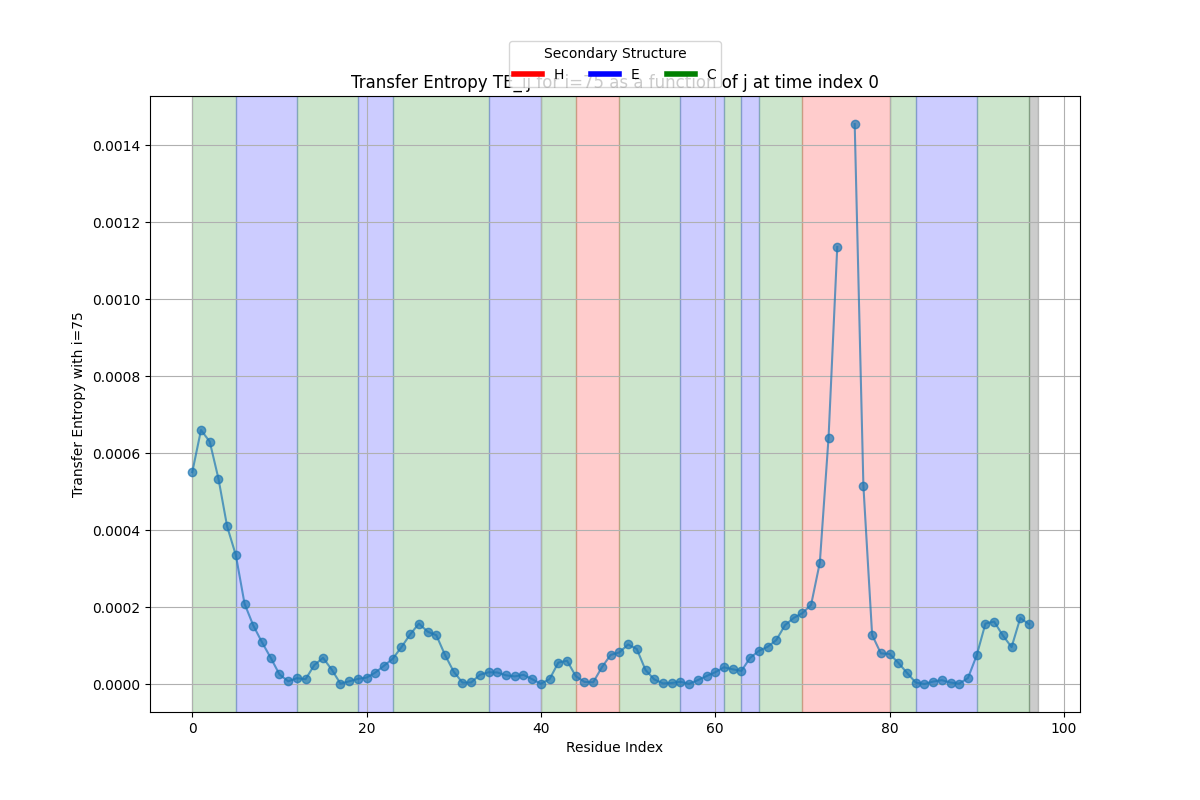 Secondary Structure
H E C
Transfer Entropy TE_ij for i=75 as a function of j at time index 0
Transfer Entropy with i=75
0.0014
0.0012
0.0010
0.0008
0.0006
0.0004
0.0002
0.0000
0 20 40 60 80 100
Residue Index